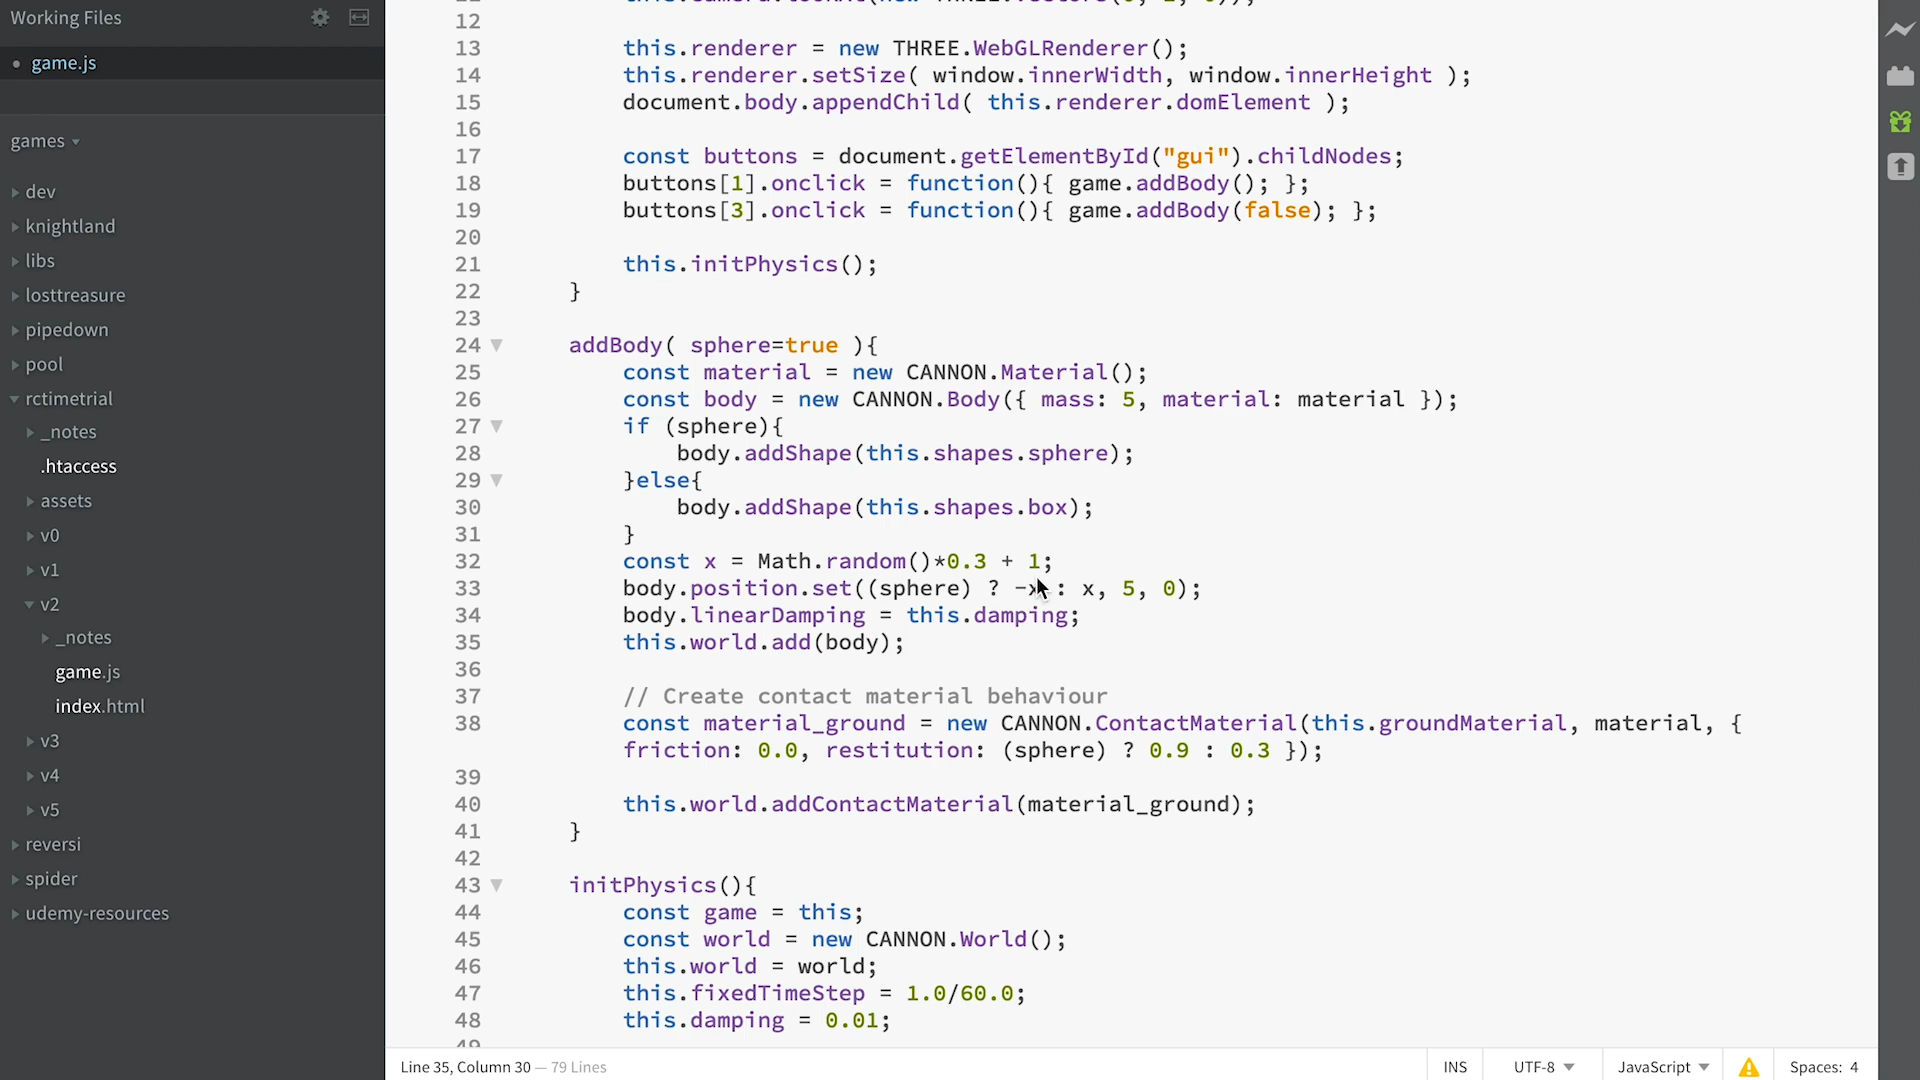 Working Files
game.js
games
dev
knightland
libs
losttreasure
pipedown
pool
rctimetrial
_notes
.htaccess
assets
v0
v1
v2
_notes
game.js
index.html
v3
v4
v5
reversi
spider
udemy-resources
12
13 this.renderer = new THREE.WebGLRenderer();
14 this.renderer.setSize( window.innerWidth, window.innerHeight );
15 document.body.appendChild( this.renderer.domElement );
16
17 const buttons = document.getElementById("gui").childNodes;
18 buttons[1].onclick = function(){ game.addBody(); };
19 buttons[3].onclick = function(){ game.addBody(false); };
20
21 this.initPhysics();
22 }
23
24 addBody( sphere=true ){
25 const material = new CANNON.Material();
26 const body = new CANNON.Body({ mass: 5, material: material });
27 if (sphere){
28 body.addShape(this.shapes.sphere);
29 }else{
30 body.addShape(this.shapes.box);
31 }
32 const x = Math.random()*0.3 + 1;
33 body.position.set((sphere) ? -x : x, 5, 0);
34 body.linearDamping = this.damping;
35 this.world.add(body);
36
37 // Create contact material behaviour
38 const material_ground = new CANNON.ContactMaterial(this.groundMaterial, material, {
friction: 0.0, restitution: (sphere) ? 0.9 : 0.3 });
39
40 this.world.addContactMaterial(material_ground);
41 }
42
43 initPhysics(){
44 const game = this;
45 const world = new CANNON.World();
46 this.world = world;
47 this.fixedTimeStep = 1.0/60.0;
48 this.damping = 0.01;
Line 35, Column 30 — 79 Lines
INS
UTF-8
JavaScript
Spaces: 4